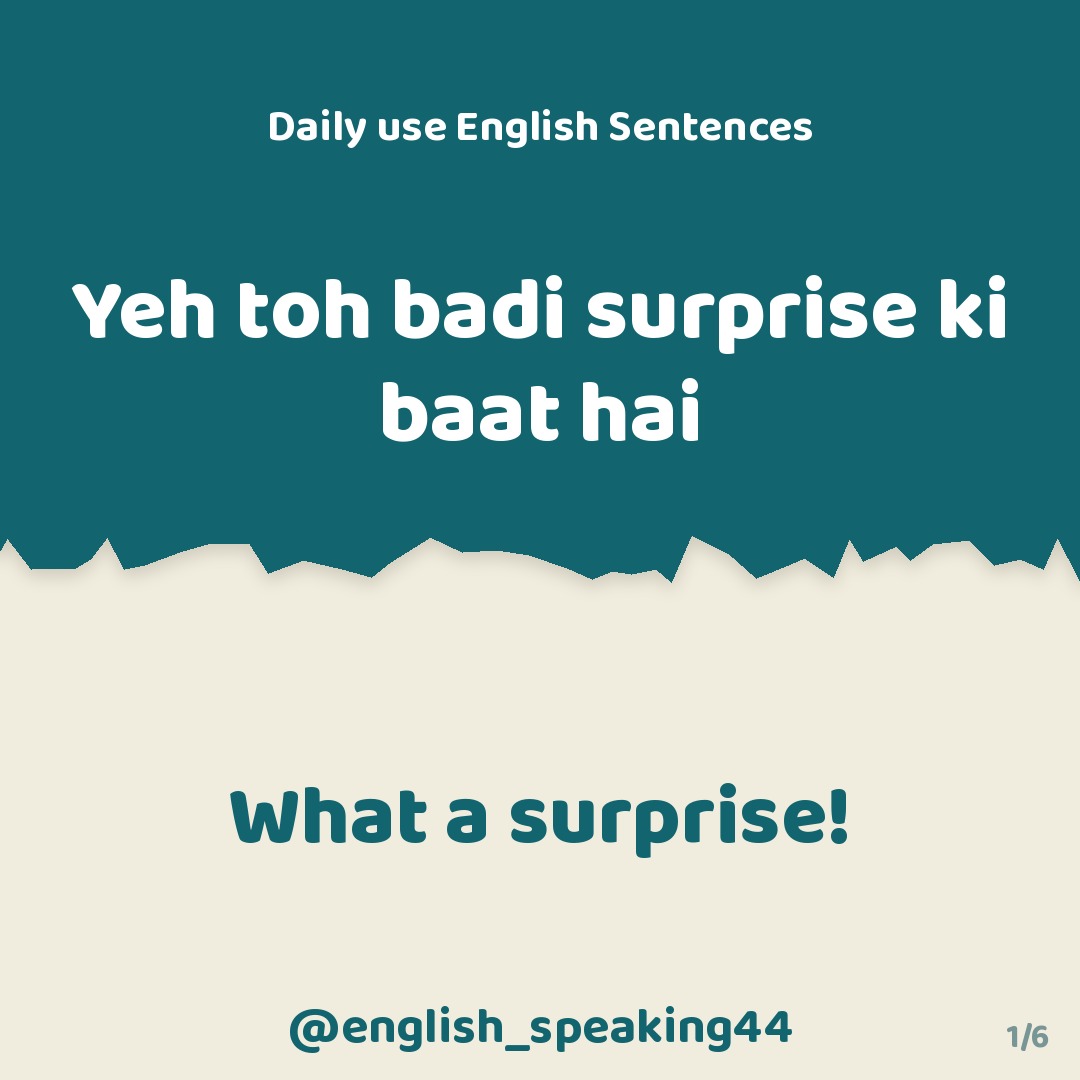 Daily use English Sentences
Yeh toh badi surprise ki
baat hai
What a surprise!
@english_speaking44
1/6